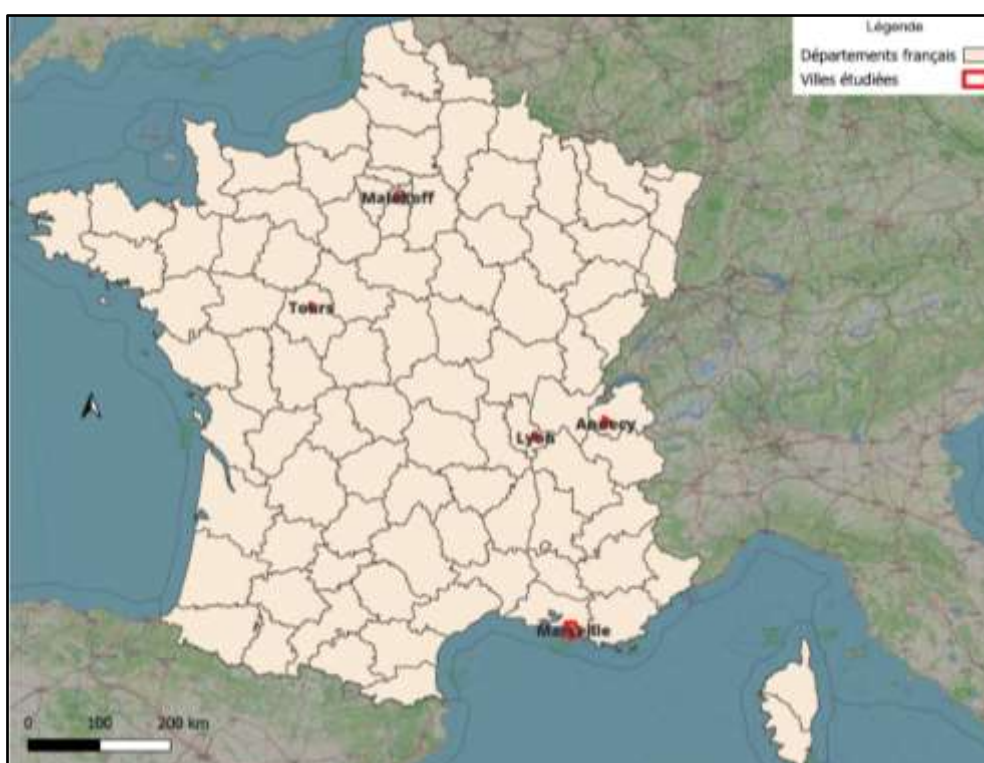 Légende
Départements français
Villes étudiées
Malakoff
Tours
Annecy
Lyon
Marseille
0 100 200 km